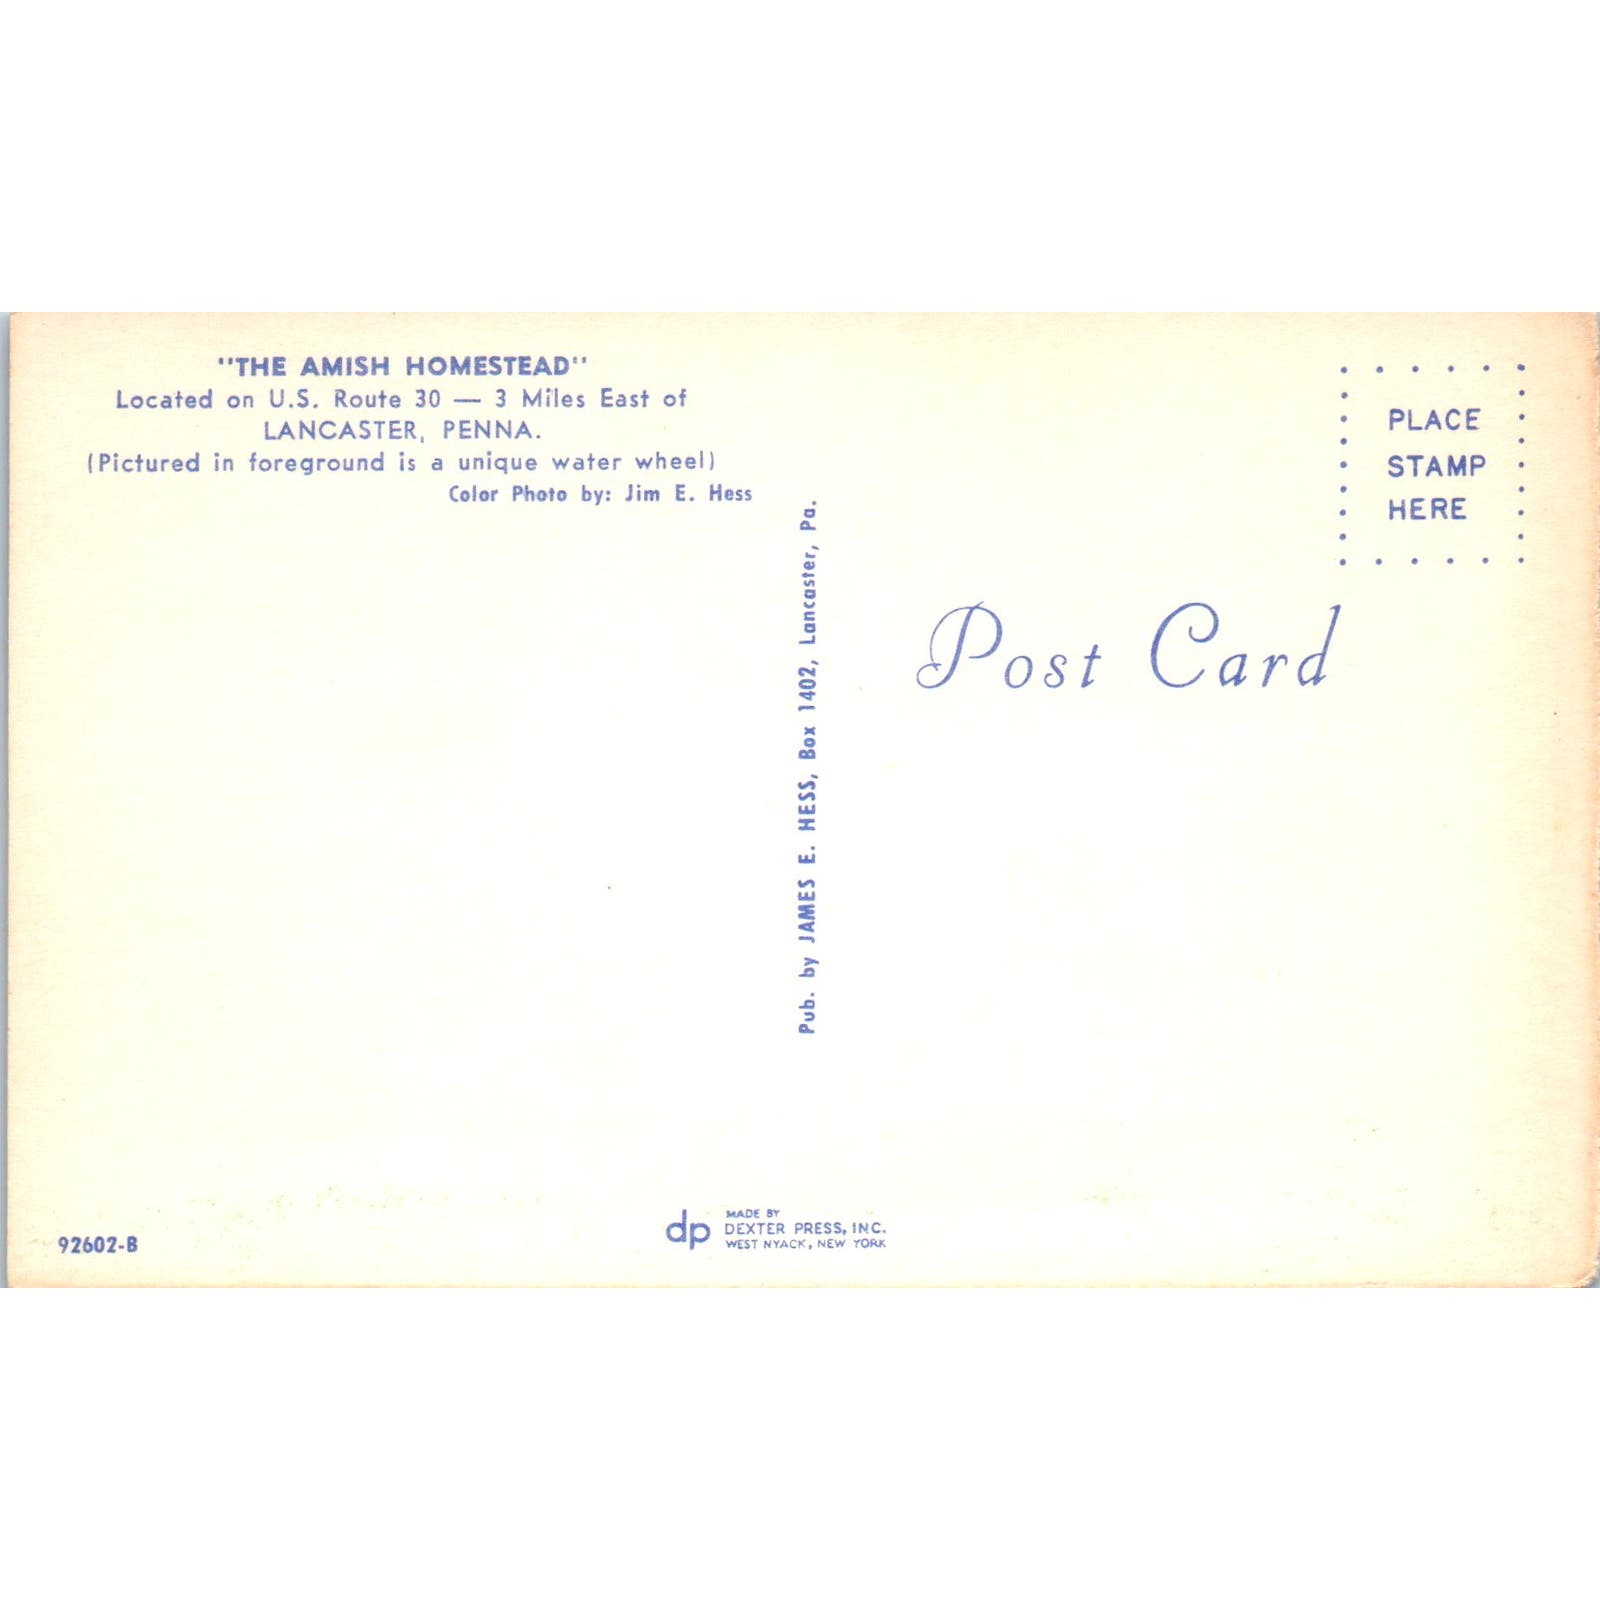 "THE AMISH HOMESTEAD"
Located on U.S. Route 30 — 3 Miles East of
LANCASTER, PENNA.
(Pictured in foreground is a unique water wheel)
Color Photo by: Jim E. Hess
Pub. by JAMES E. HESS, Box 1402, Lancaster, Pa.
PLACE
STAMP
HERE
Post Card
92602-B
dp
MADE BY
DEXTER PRESS, INC.
WEST NYACK, NEW YORK